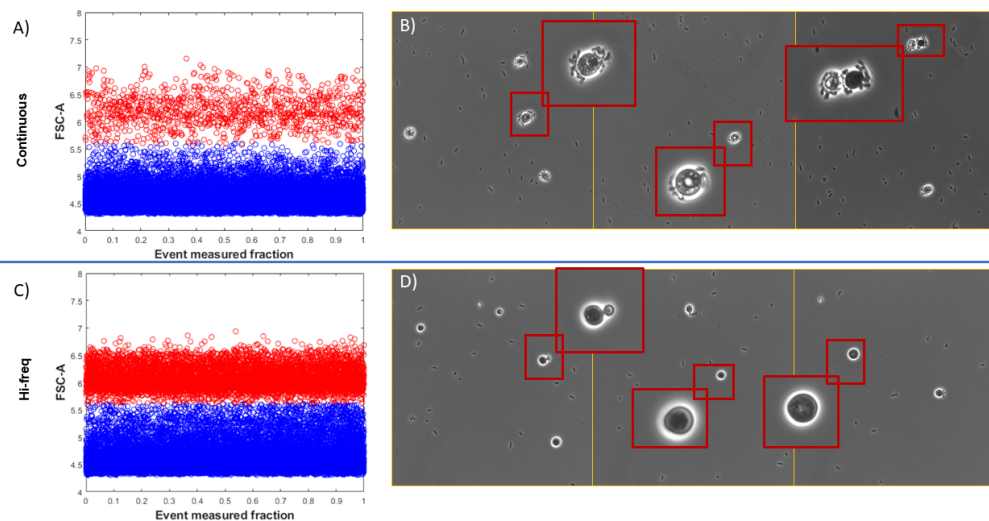 A)
Continuous
FSC-A
8
7.5
7
6.5
6
5.5
5
4.5
4
0 0.1 0.2 0.3 0.4 0.5 0.6 0.7 0.8 0.9 1
Event measured fraction
B)
C)
Hi-freq
FSC-A
8
7.5
7
6.5
6
5.5
5
4.5
4
0 0.1 0.2 0.3 0.4 0.5 0.6 0.7 0.8 0.9 1
Event measured fraction
D)